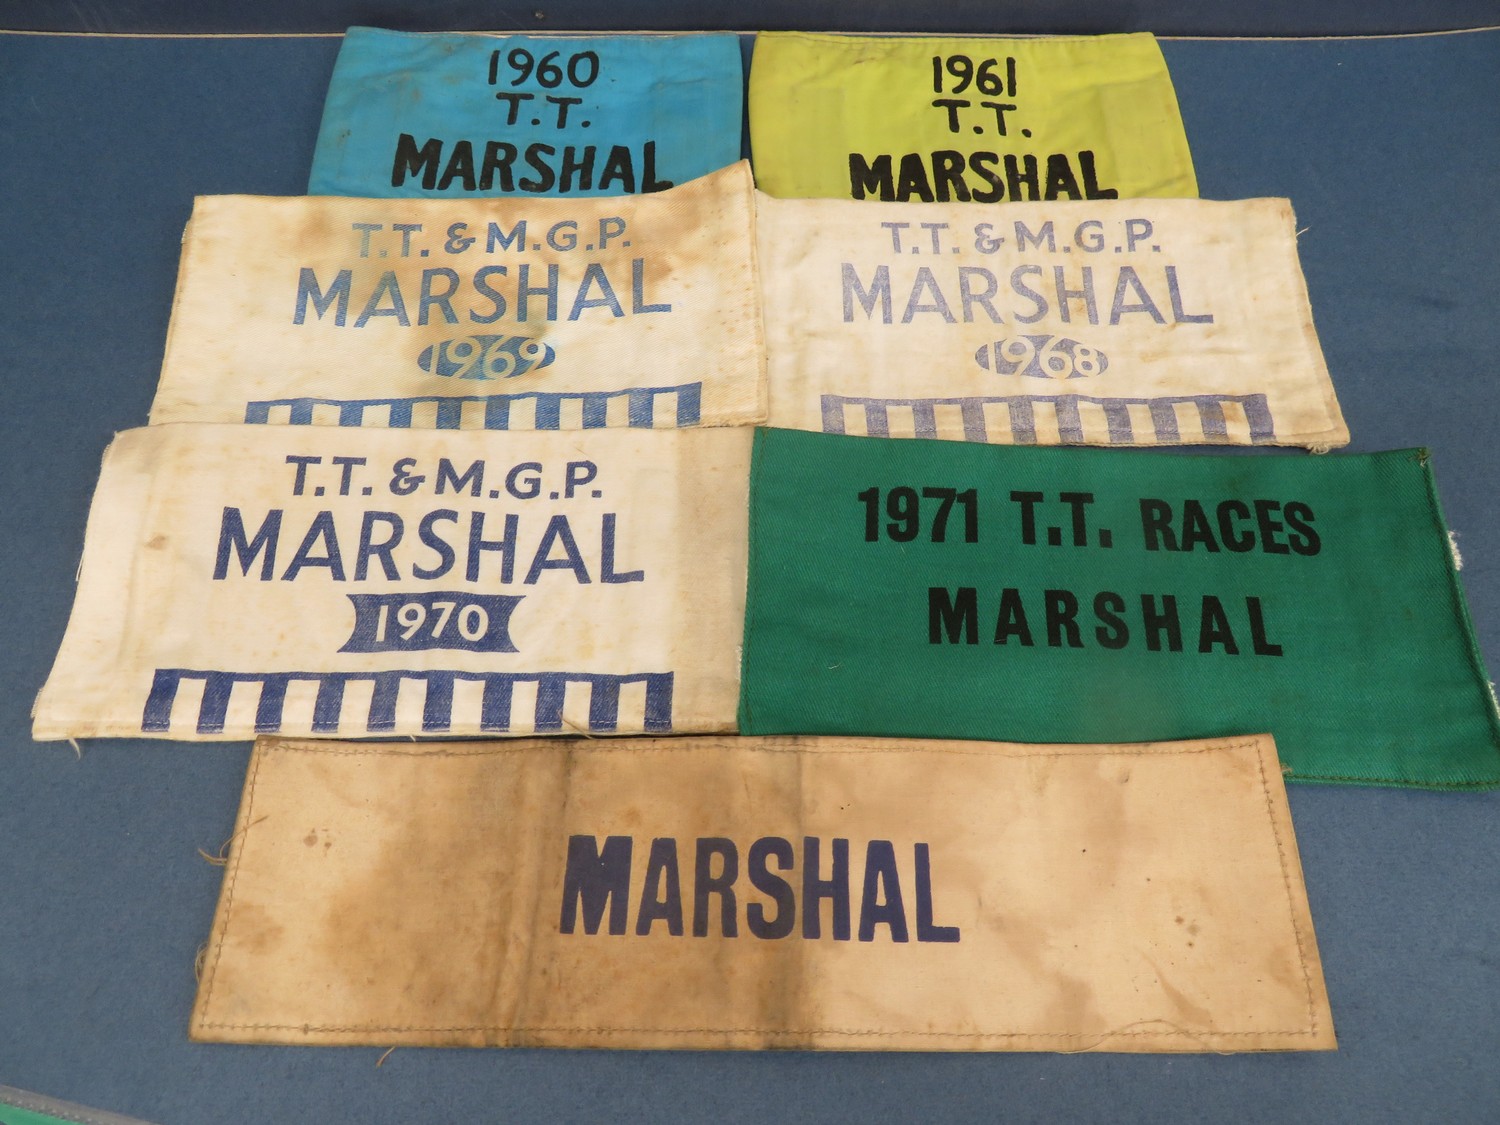 1960
T.T.
MARSHAL
1961
T.T.
MARSHAL
T.T. & M.G.P.
MARSHAL
1969
T.T. & M.G.P.
MARSHAL
1968
T.T. & M.G.P.
MARSHAL
1970
1971 T.T. RACES
MARSHAL
MARSHAL